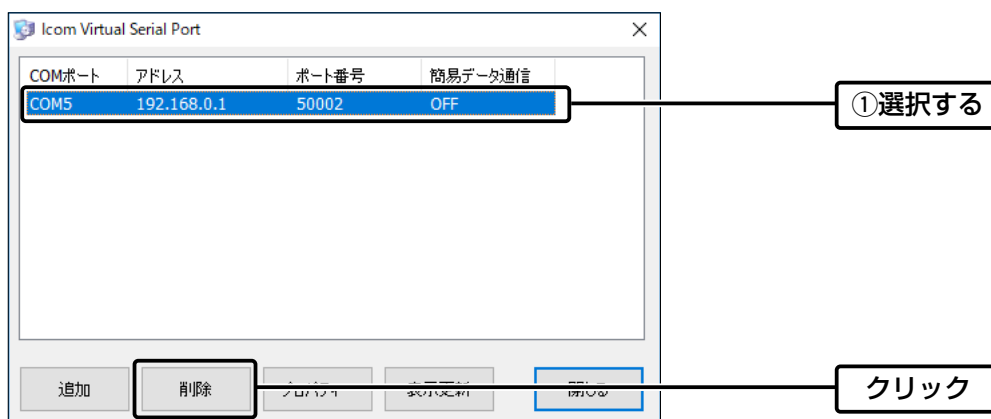 Icom Virtual Serial Port
COMポート アドレス ポート番号 簡易データ通信
COM5 192.168.0.1 50002 OFF
①選択する
追加 削除
クリック